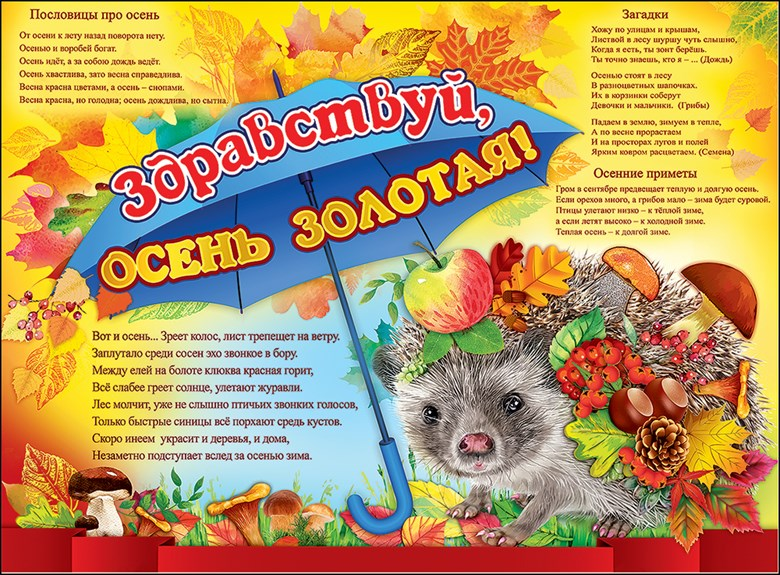 Пословицы про осень
От осени к лету назад поворота нету.
Осенью и воробей богат.
Осень идёт, а за собою дождь ведёт.
Осень хвастлива, зато весна справедлива.
Весна красна цветами, а осень – снопами.
Весна красна, но голодна; осень дождлива, но сытна.
Здравствуй,
ОСЕНЬ ЗОЛОТАЯ!
Загадки
Хожу по улицам и крышам,
Листвой в лесу шуршу чуть слышно,
Когда я есть, ты зонт берёшь.
Ты точно знаешь, кто я – ... (Дождь)
Осенью стоят в лесу
В разноцветных шапочках.
Их в корзинки соберут
Девочки и мальчики. (Грибы)
Падаем в землю, зимуем в тепле,
А по весне прорастаем
И на просторах лугов и полей
Ярким ковром расцветаем. (Семена)
Осенние приметы
Гром в сентябре предвещает теплую и долгую осень.
Если орехов много, а грибов мало – зима будет суровой.
Птицы улетают низко – к тёплой зиме,
а если летят высоко – к холодной зиме.
Теплая осень – к долгой зиме.
Вот и осень... Зреет колос, лист трепещет на ветру.
Заплутало среди сосен эхо звонкое в бору.
Между елей на болоте клюква красная горит,
Всё слабее греет солнце, улетают журавли.
Лес молчит, уже не слышно птичьих звонких голосов,
Только быстрые синицы всё порхают средь кустов.
Скоро инеем украсит и деревья, и дома,
Незаметно подступает вслед за осенью зима.